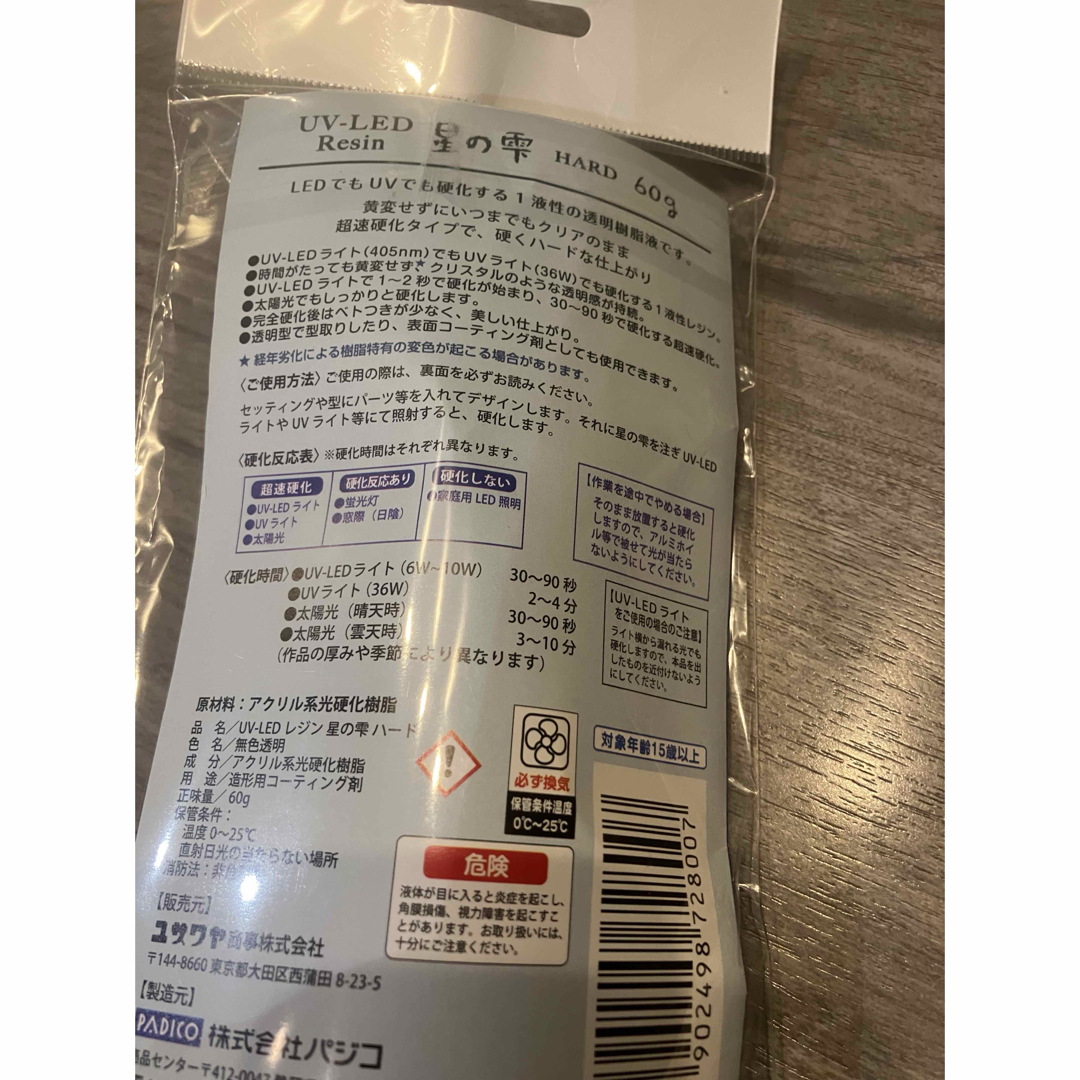 UV-LED
Resin
星の雫 HARD 60g
LEDでもUVでも硬化する1液性の透明樹脂液です。
黄変せずにいつまでもクリアのまま
超速硬化タイプで、硬くハードな仕上がり
●UV-LEDライト(405nm)でもUVライト(36W)でも硬化する1液性レジン。
●時間がたっても黄変せず★、クリスタルのような透明感が持続。
●UV-LEDライトで1〜2秒で硬化が始まり、30〜90秒で硬化する超速硬化。
●太陽光でもしっかりと硬化します。
●完全硬化後はベトつきが少なく、美しい仕上がり。
●透明型で型取りしたり、表面コーティング剤としても使用できます。
★経年劣化による樹脂特有の変色が起こる場合があります。
〈ご使用方法〉ご使用の際は、裏面を必ずお読みください。
セッティングや型にパーツ等を入れてデザインします。それに星の雫を注ぎUV-LED
ライトやUVライト等にて照射すると、硬化します。
〈硬化反応表〉※硬化時間はそれぞれ異なります。
超速硬化
●UV-LEDライト
●UVライト
●太陽光
硬化反応あり
●蛍光灯
●窓際（日陰）
硬化しない
●家庭用LED照明
【作業を途中でやめる場合】
そのまま放置すると硬化
しますので、アルミホイ
ル等で被せて光が当たら
ないようにしてください。
〈硬化時間〉●UV-LEDライト（6W~10W） 30〜90秒
●UVライト（36W） 2〜4分
●太陽光（晴天時） 30〜90秒
●太陽光（雲天時） 3〜10分
（作品の厚みや季節により異なります）
【UV-LEDライト
をご使用の場合のご注意】
ライト横から漏れる光でも
硬化しますので、本品を出
したものを近付けないよう
にしてください。
原材料：アクリル系光硬化樹脂
品 名／UV-LEDレジン 星の雫 ハード
色 名／無色透明
成 分／アクリル系光硬化樹脂
用 途／造形用コーティング剤
正味量／60g
保管条件：
温度0〜25℃
直射日光の当たらない場所
消防法：非
必ず換気
保管条件温度
0℃〜25℃
対象年齢15歳以上
危険
液体が目に入ると炎症を起こし、
角膜損傷、視力障害を起こすこ
とがあります。お取り扱いには、
十分にご注意ください。
【販売元】
ユザワヤ商事株式会社
〒144-8660 東京都大田区西蒲田8-23-5
【製造元】
PADICO 株式会社パジコ
商品センター〒412-0047
902498 728007